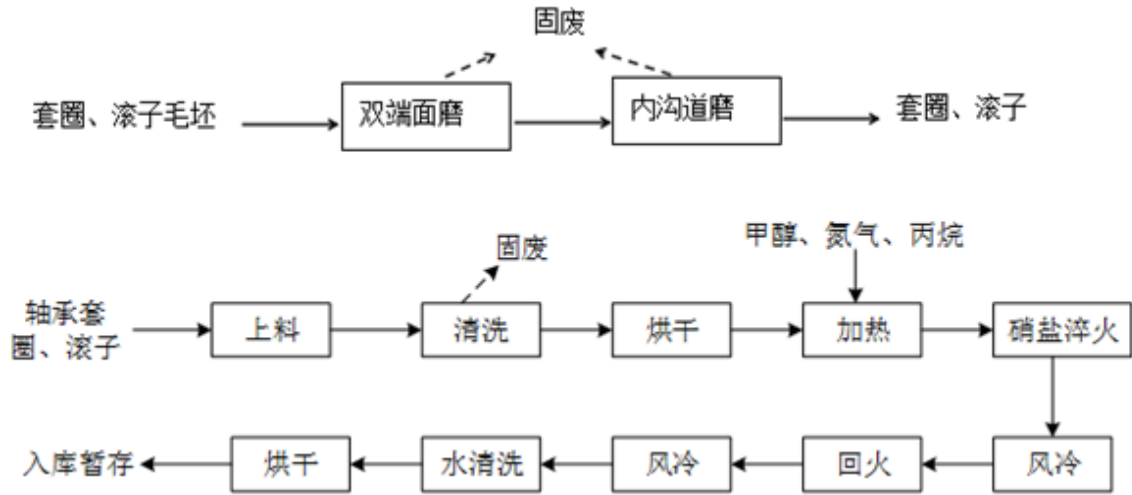 固废
套圈、滚子毛坯
双端面磨
内沟道磨
套圈、滚子
甲醇、氮气、丙烷
固废
轴承套
圈、滚子
上料
清洗
烘干
加热
硝盐淬火
入库暂存
烘干
水清洗
风冷
回火
风冷